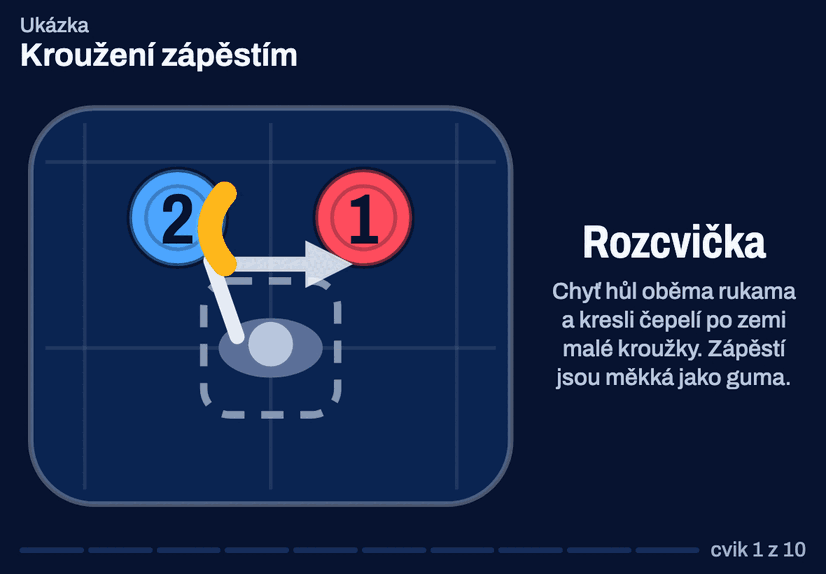 Ukázka
Kroužení zápěstím
2
1
Rozcvička
Chyť hůl oběma rukama
a kresli čepelí po zemi
malé kroužky. Zápěstí
jsou měkká jako guma.
cvik 1 z 10